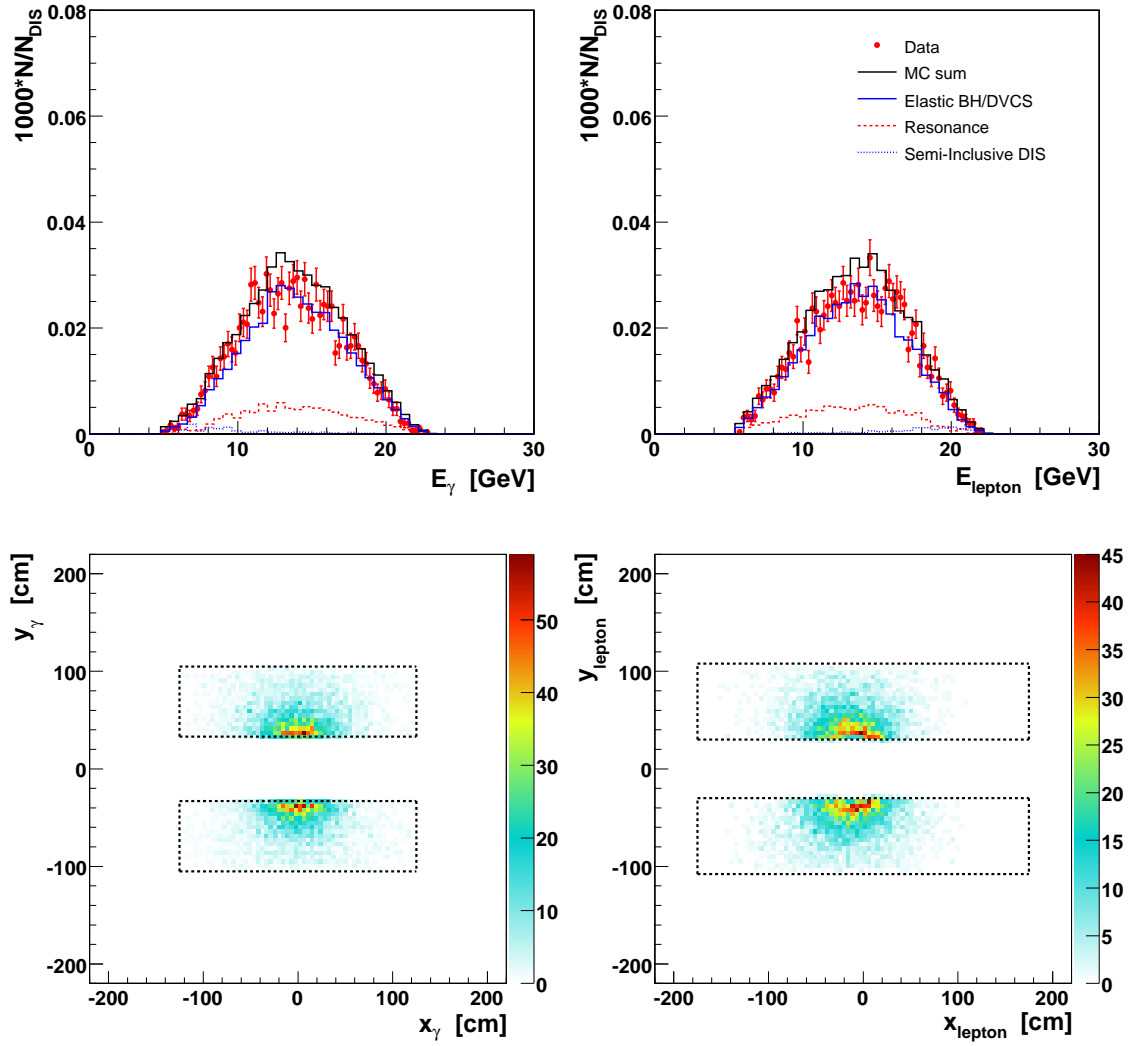 1000*N/N_DIS
0.08
0.06
0.04
0.02
0
0 10 20 30
E_γ [GeV]
1000*N/N_DIS
0.08
0.06
0.04
0.02
0
0 10 20 30
E_lepton [GeV]
Data
MC sum
Elastic BH/DVCS
Resonance
Semi-Inclusive DIS
y_γ [cm]
200
100
0
-100
-200
-200 -100 0 100 200
x_γ [cm]
50
40
30
20
10
0
y_lepton [cm]
200
100
0
-100
-200
-200 -100 0 100 200
x_lepton [cm]
45
40
35
30
25
20
15
10
5
0